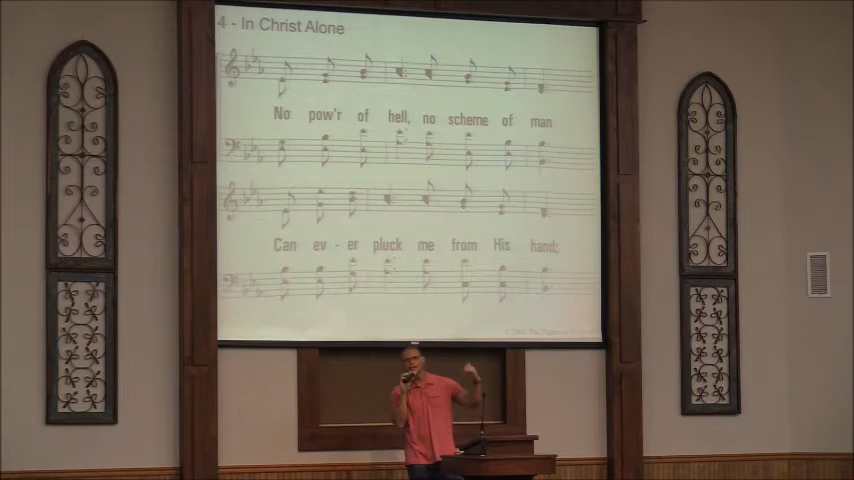 4 - In Christ Alone
No pow'r of hell, no scheme of man
Can ev - er pluck me from His hand;